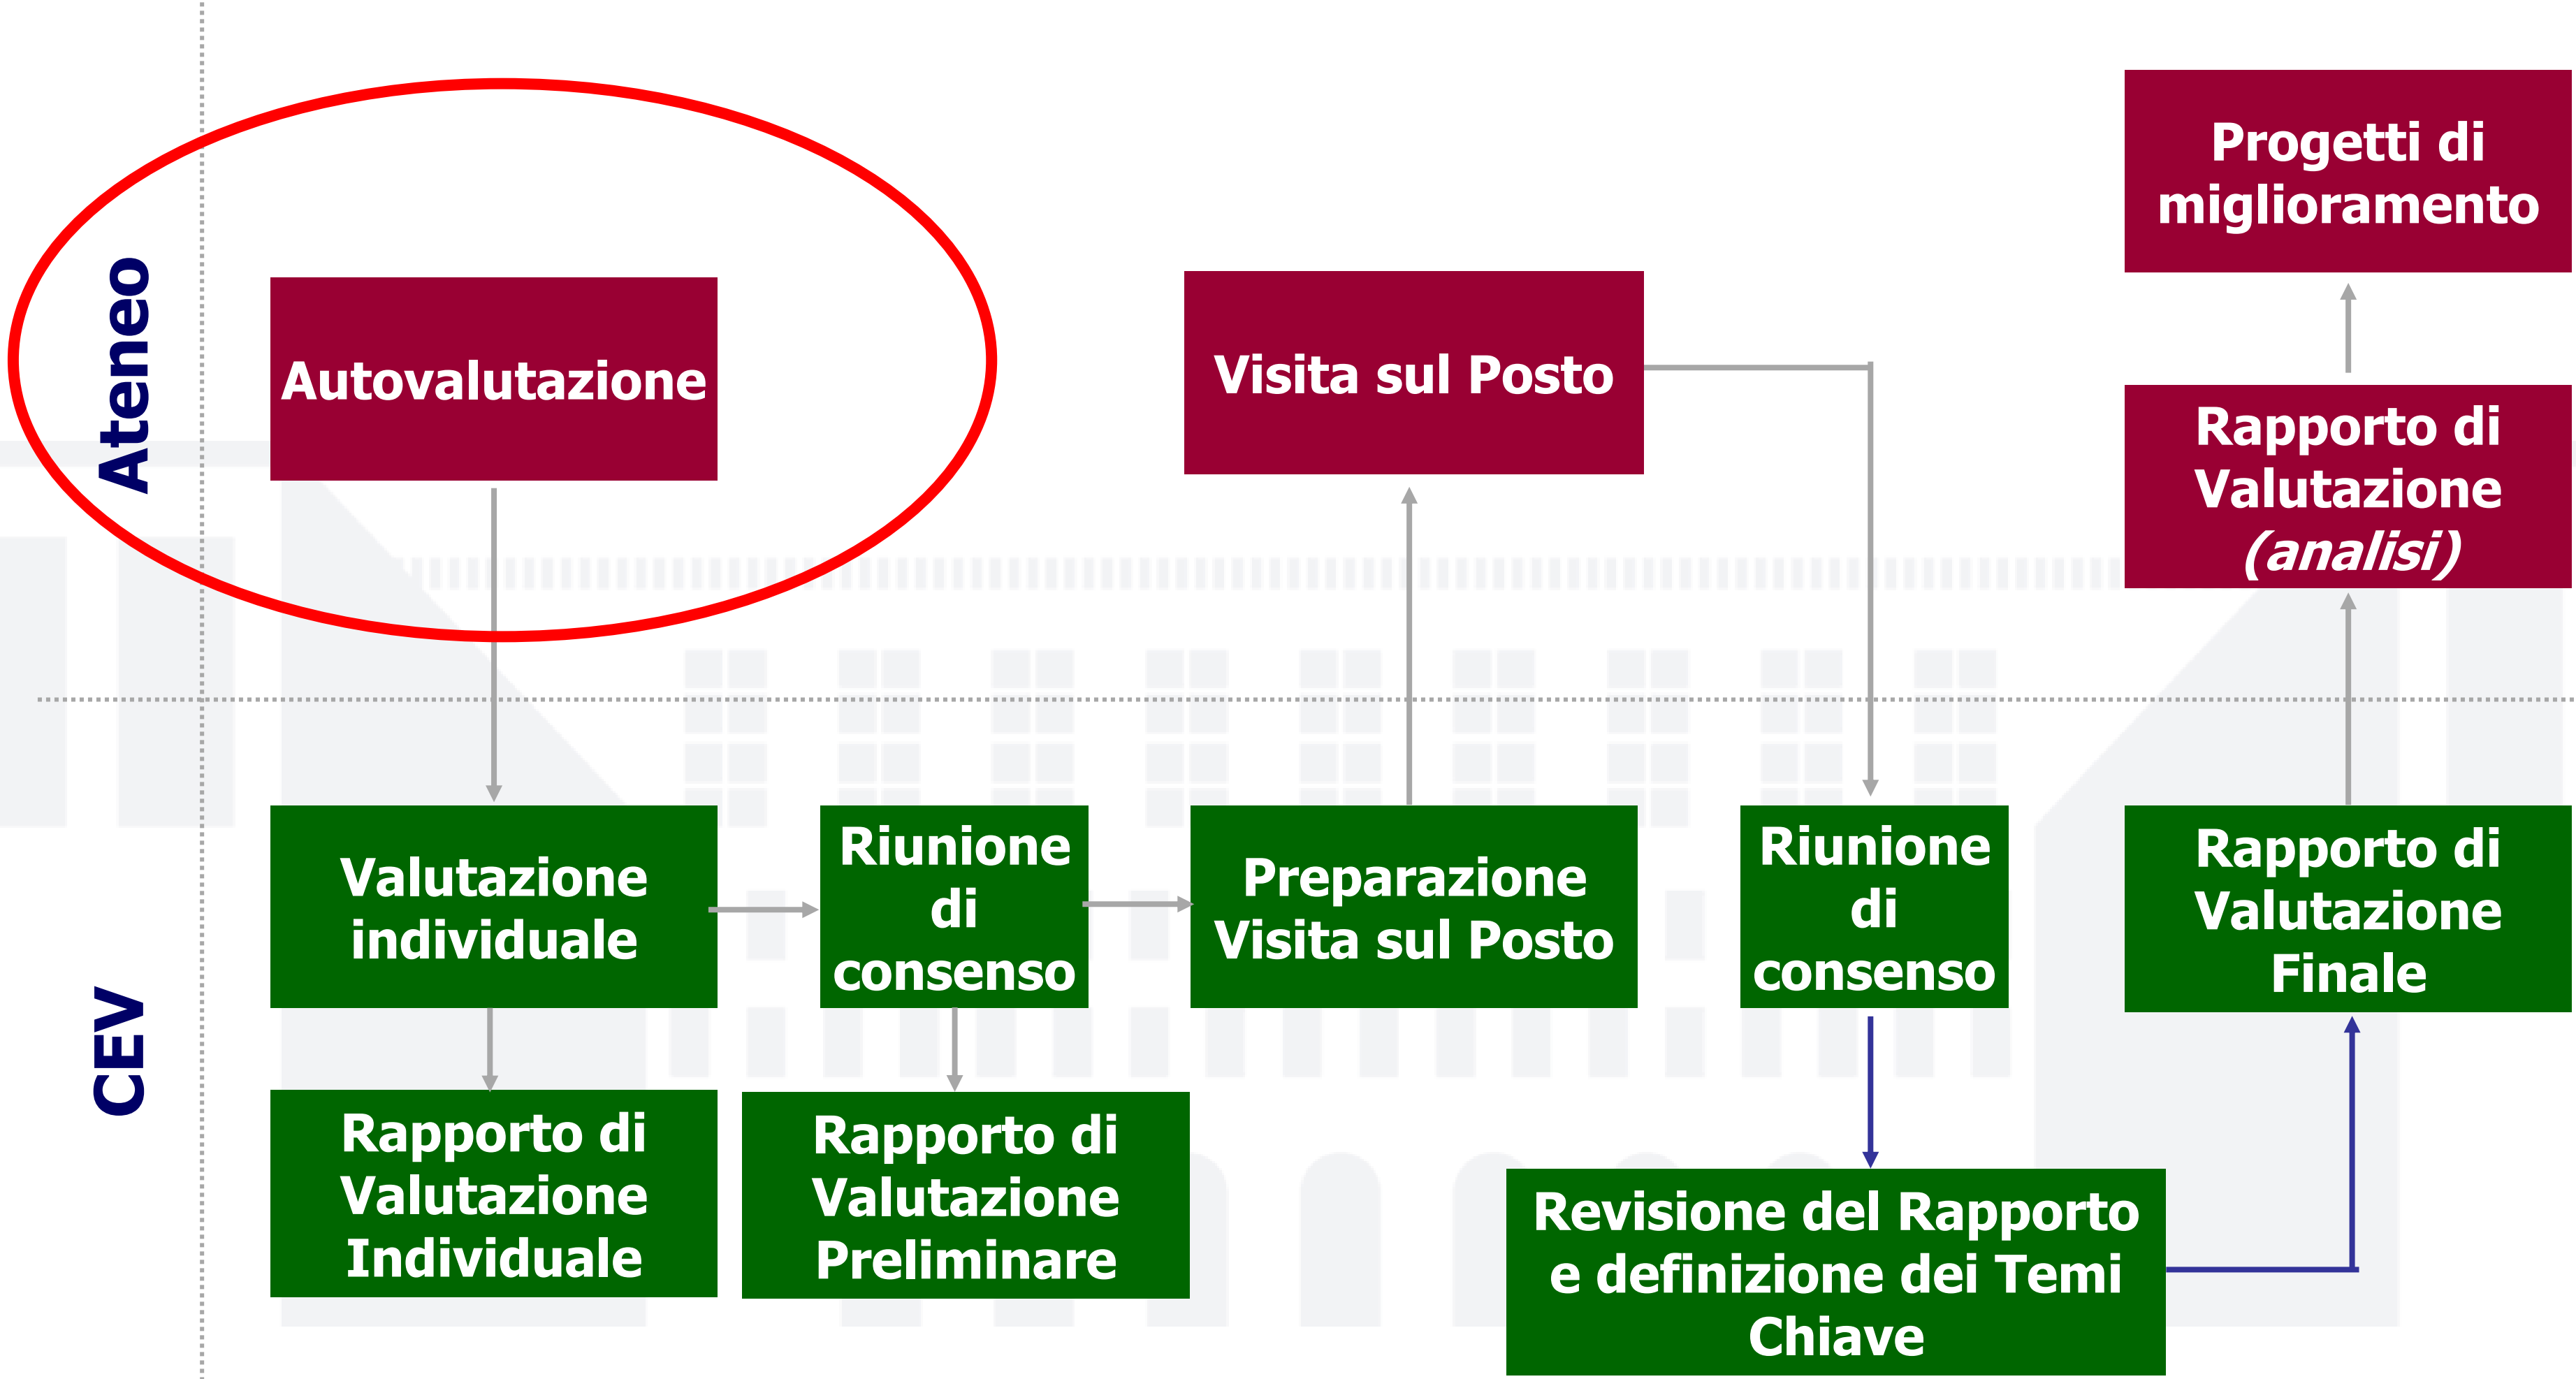 Ateneo
Autovalutazione
Visita sul Posto
Progetti di
miglioramento
Rapporto di
Valutazione
(analisi)
CEV
Valutazione
individuale
Riunione
di
consenso
Preparazione
Visita sul Posto
Riunione
di
consenso
Rapporto di
Valutazione
Finale
Rapporto di
Valutazione
Individuale
Rapporto di
Valutazione
Preliminare
Revisione del Rapporto
e definizione dei Temi
Chiave